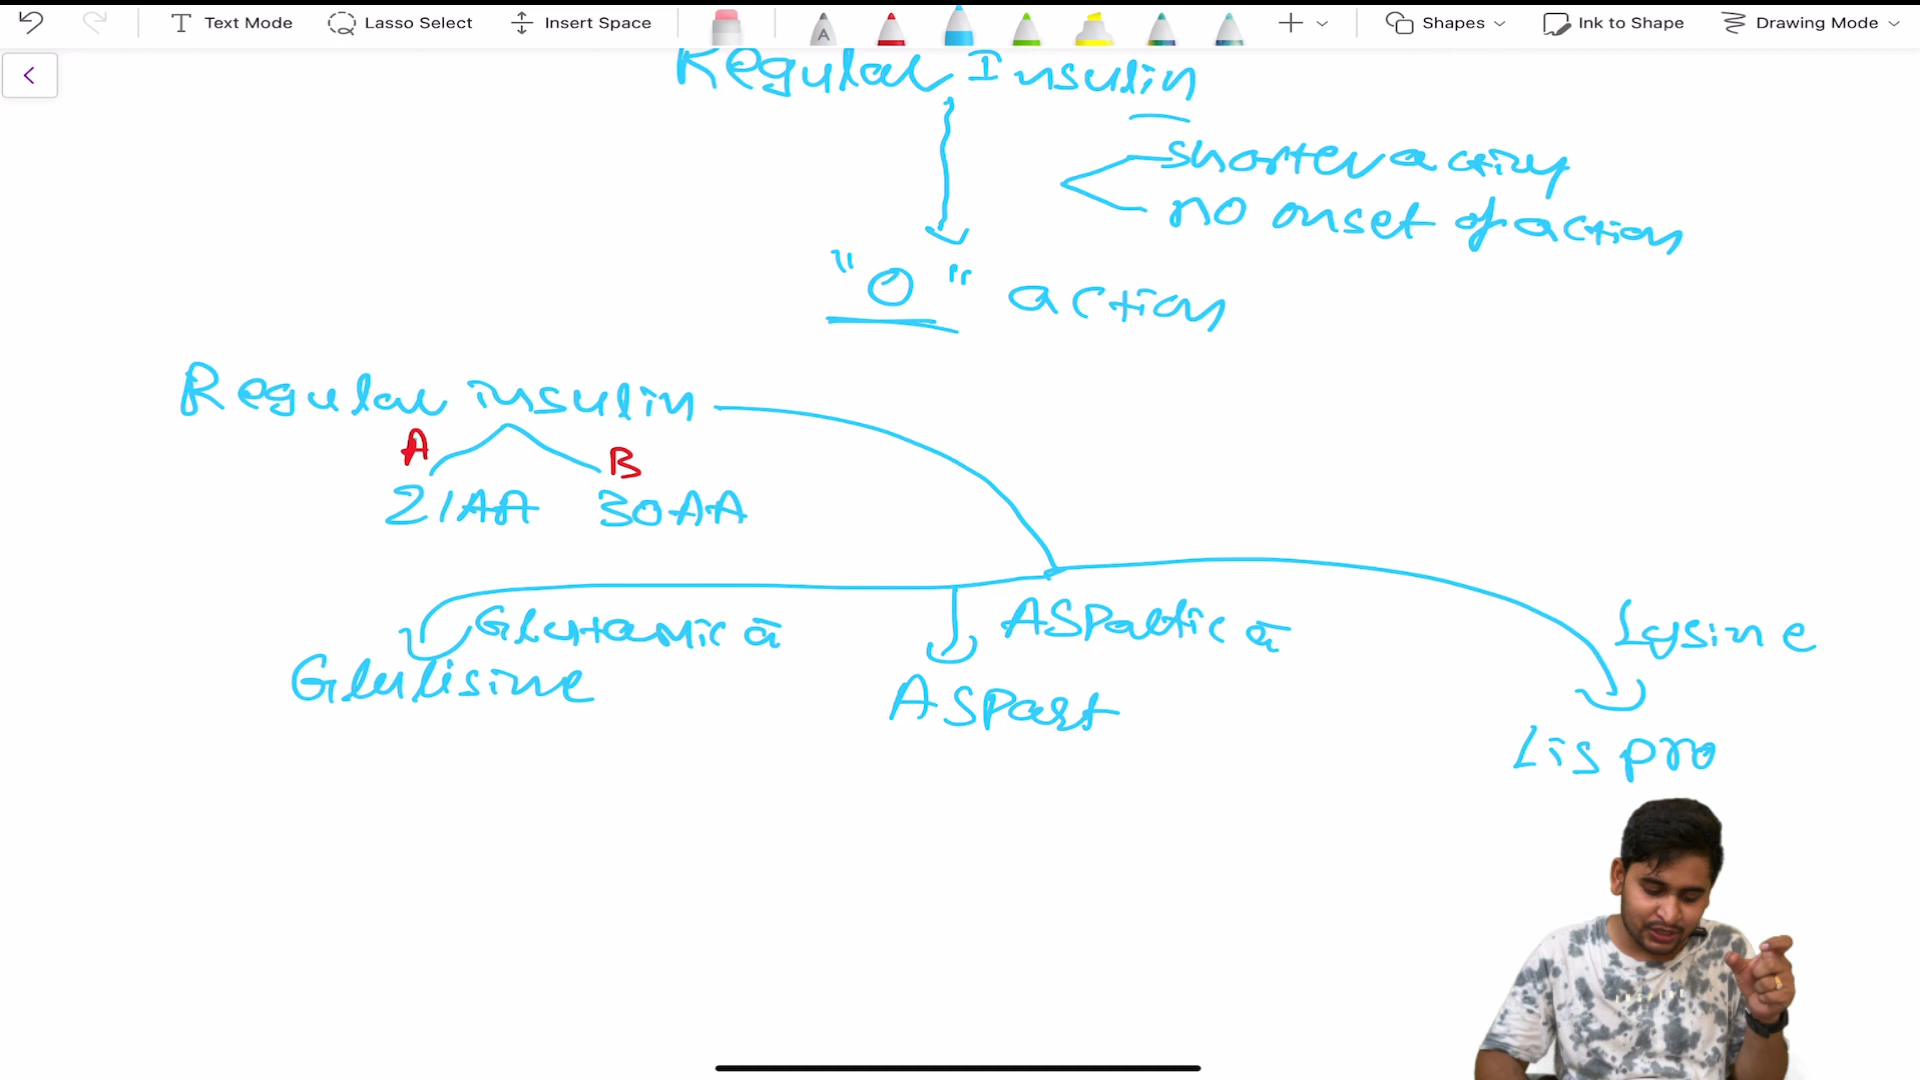 Text Mode Lasso Select Insert Space A Shapes Ink to Shape Drawing Mode
Regular Insulin
shorter acting
no onset of action
"O" action
Regular insulin
A B
21AA 30AA
Glutamic a
Glulisine
ASPartic a
ASPart
Lysine
Lis pro